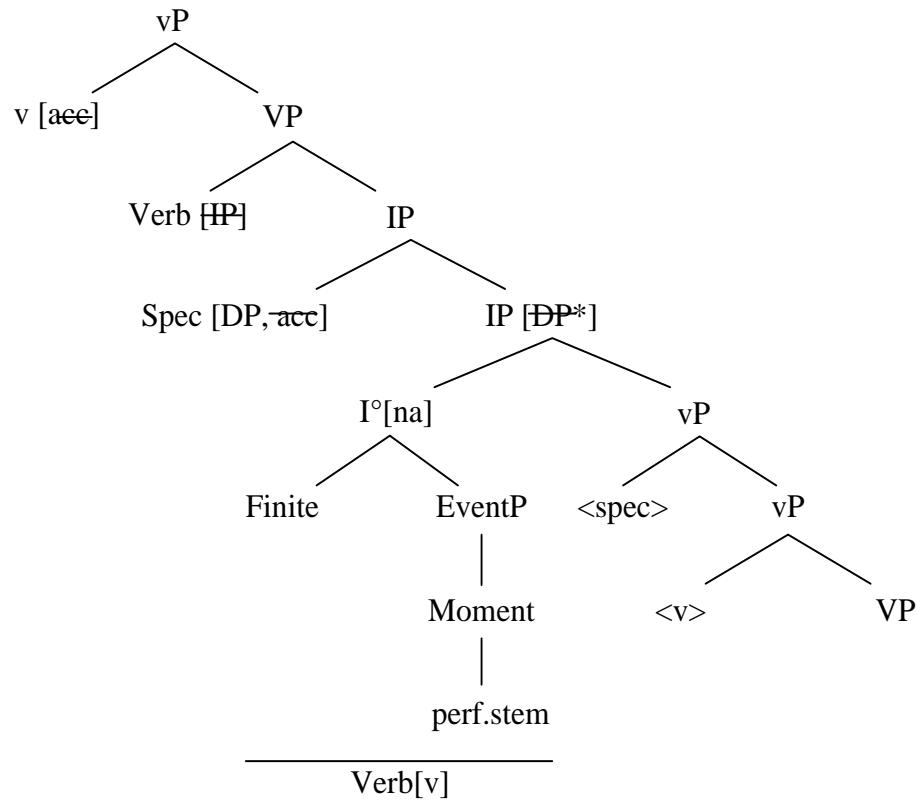 vP
v [acc] VP
Verb [IP] IP
Spec [DP, acc] IP [DP*]
I°[na] vP
Finite EventP <spec> vP
Moment <v> VP
perf.stem
Verb[v]